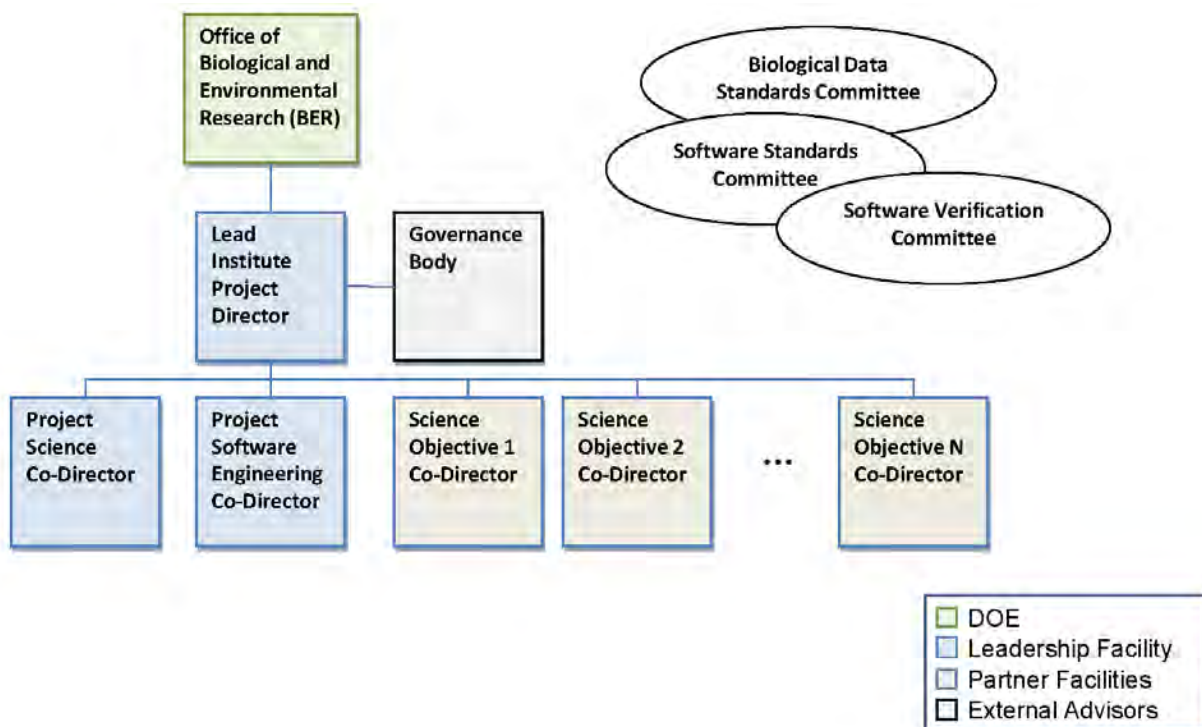 Office of
Biological and
Environmental
Research (BER)
Biological Data
Standards Committee
Software Standards
Committee
Software Verification
Committee
Lead
Institute
Project
Director
Governance
Body
Project
Science
Co-Director
Project
Software
Engineering
Co-Director
Science
Objective 1
Co-Director
Science
Objective 2
Co-Director
...
Science
Objective N
Co-Director
DOE
Leadership Facility
Partner Facilities
External Advisors